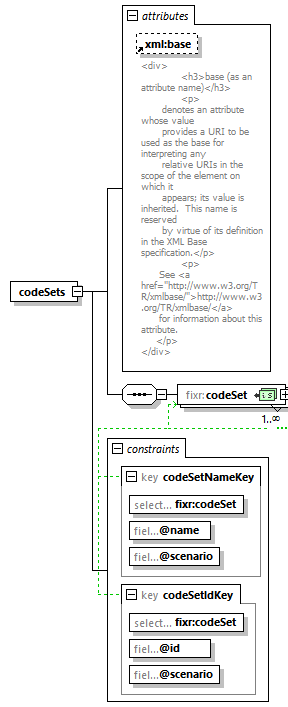 attributes
xml:base
<div>
<h3>base (as an
attribute name)</h3>
<p>
denotes an attribute
whose value
provides a URI to be
used as the base for
interpreting any
relative URIs in the
scope of the element on
which it
appears; its value is
inherited.  This name is
reserved
by virtue of its definition
in the XML Base
specification.</p>
<p>
See <a
href="http://www.w3.org/T
R/xmlbase/">http://www.w3
.org/TR/xmlbase/</a>
for information about this
attribute.
</p>
</div>
codeSets
fixr:codeSet
1..∞
constraints
key codeSetNameKey
select... fixr:codeSet
fiel... @name
fiel... @scenario
key codeSetIdKey
select... fixr:codeSet
fiel... @id
fiel... @scenario